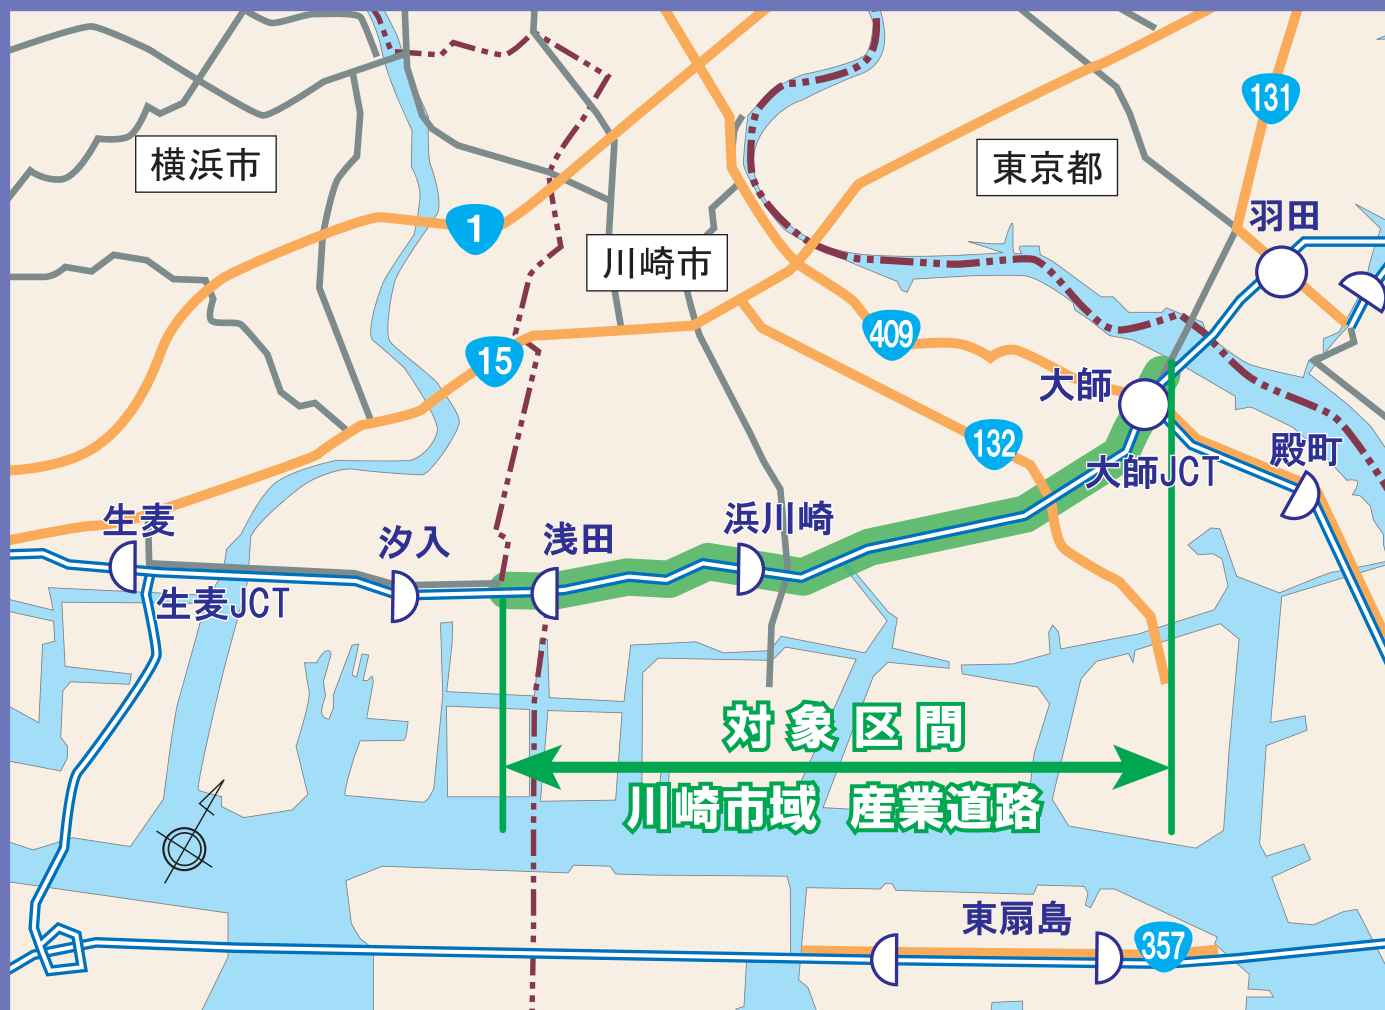 131
横浜市
東京都
羽田
1
川崎市
409
15
大師
132
殿町
大師JCT
生麦
浜川崎
汐入
浅田
生麦JCT
対象区間
川崎市域 産業道路
東扇島
357